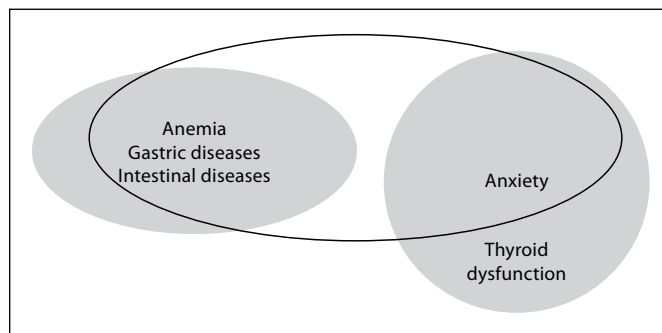 Anemia
Gastric diseases
Intestinal diseases
Anxiety
Thyroid
dysfunction